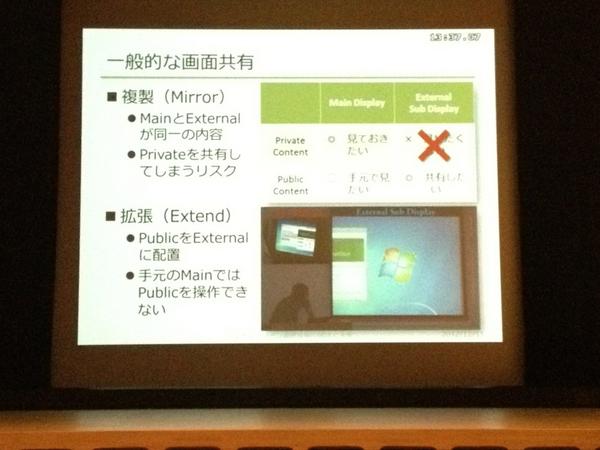 13:37.07
一般的な画面共有
■ 複製（Mirror）
● MainとExternal
が同一の内容
● Privateを共有し
てしまうリスク
■ 拡張（Extend）
● PublicをExternal
に配置
● 手元のMainでは
Publicを操作でき
ない
Main Display
External
Sub Display
Private
Content
○ 見ておき
たい
×
Public
Content
手元で見
たい
○ 共有した
い
External Sub Display